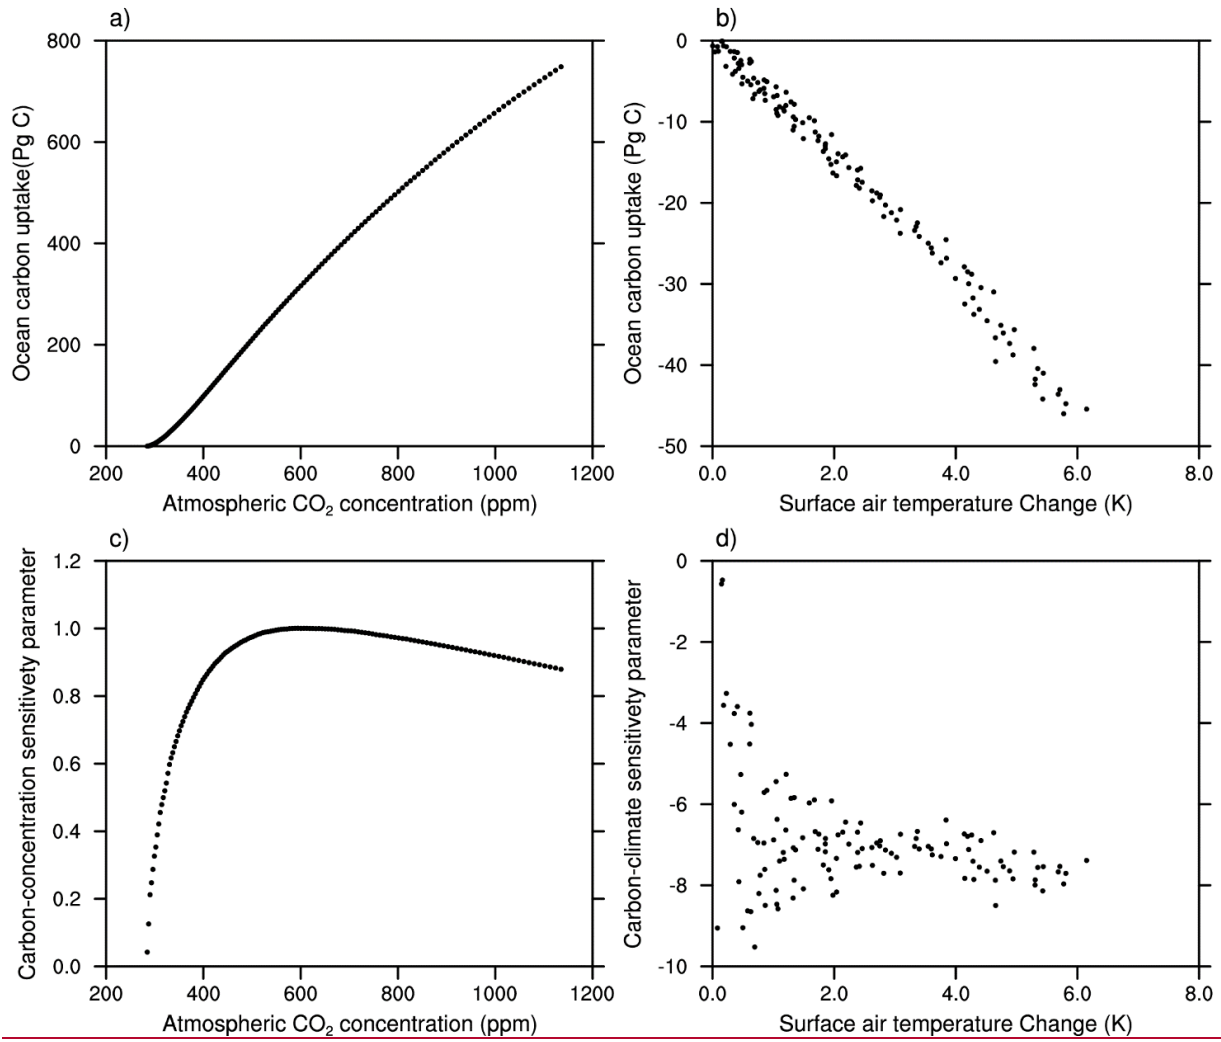 a)
800
600
400
200
0
200 400 600 800 1000 1200
Ocean carbon uptake(Pg C)
Atmospheric CO₂ concentration (ppm)
b)
0
-10
-20
-30
-40
-50
0.0 2.0 4.0 6.0 8.0
Ocean carbon uptake (Pg C)
Surface air temperature Change (K)
c)
1.2
1.0
0.8
0.6
0.4
0.2
0.0
200 400 600 800 1000 1200
Carbon-concentration sensitivety parameter
Atmospheric CO₂ concentration (ppm)
d)
0
-2
-4
-6
-8
-10
0.0 2.0 4.0 6.0 8.0
Carbon-climate sensitivety parameter
Surface air temperature Change (K)